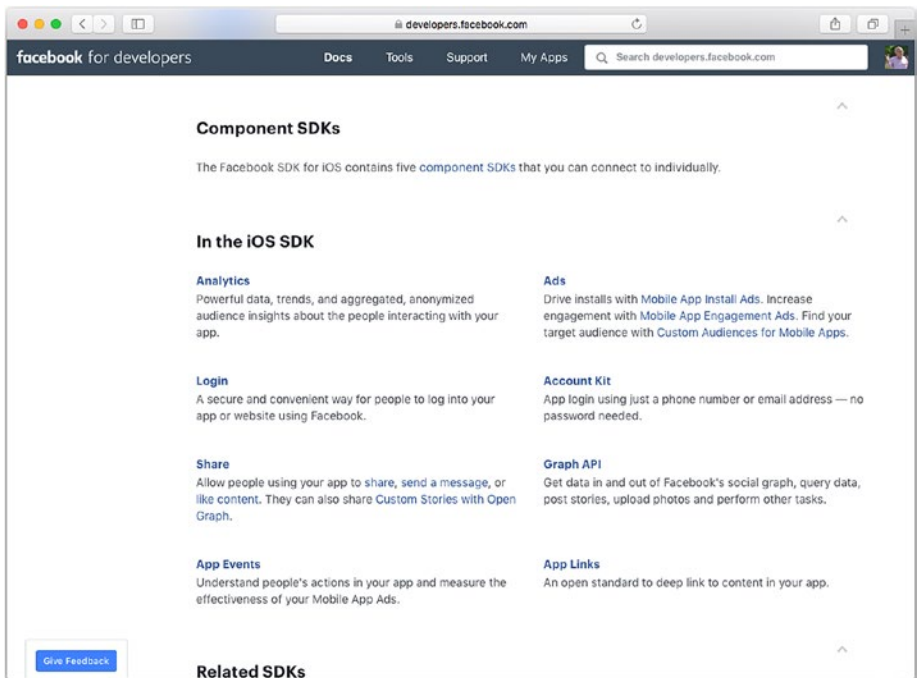 developers.facebook.com
facebook for developers
Docs
Tools
Support
My Apps
Search developers.facebook.com
Component SDKs
The Facebook SDK for iOS contains five component SDKs that you can connect to individually.
In the iOS SDK
Analytics
Powerful data, trends, and aggregated, anonymized
audience insights about the people interacting with your
app.
Ads
Drive installs with Mobile App Install Ads. Increase
engagement with Mobile App Engagement Ads. Find your
target audience with Custom Audiences for Mobile Apps.
Login
A secure and convenient way for people to log into your
app or website using Facebook.
Account Kit
App login using just a phone number or email address — no
password needed.
Share
Allow people using your app to share, send a message, or
like content. They can also share Custom Stories with Open
Graph.
Graph API
Get data in and out of Facebook's social graph, query data,
post stories, upload photos and perform other tasks.
App Events
Understand people's actions in your app and measure the
effectiveness of your Mobile App Ads.
App Links
An open standard to deep link to content in your app.
Give Feedback
Related SDKs